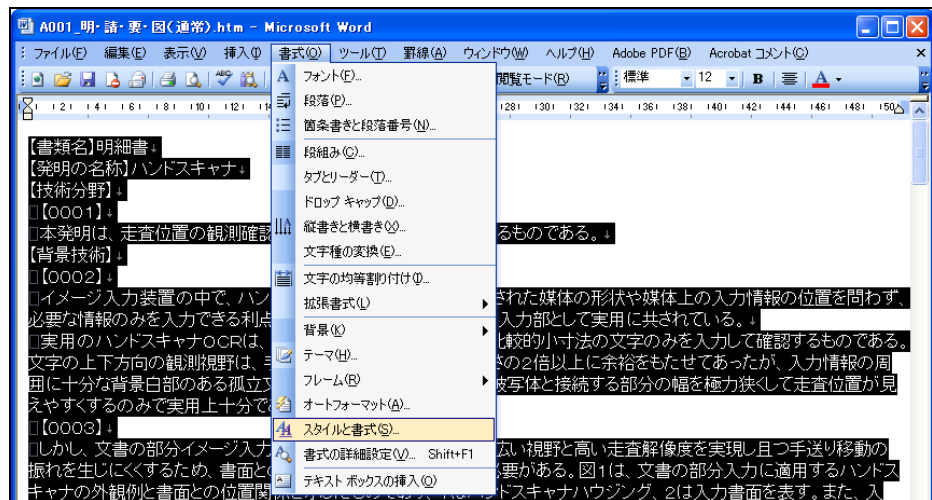 A001_明・請・要・図(通常).htm - Microsoft Word
ファイル(F) 編集(E) 表示(V) 挿入(I) 書式(O) ツール(T) 罫線(A) ウィンドウ(W) ヘルプ(H) Adobe PDF(B) Acrobat コメント(C)
閲覧モード(R) 標準 12 B A
フォント(F)...
段落(P)...
箇条書きと段落番号(N)...
段組み(C)...
タブとリーダー(T)...
ドロップ キャップ(D)...
縦書きと横書き(X)...
文字種の変換(E)...
文字の均等割り付け(I)...
拡張書式(L)
背景(K)
テーマ(H)...
フレーム(R)
オートフォーマット(A)...
スタイルと書式(S)...
書式の詳細設定(V)... Shift+F1
テキスト ボックスの挿入(O)
【書類名】明細書↓
【発明の名称】ハンドスキャナ↓
【技術分野】↓
【0001】↓
本発明は、走査位置の観測確認 るものである。↓
【背景技術】↓
【0002】↓
イメージ入力装置の中で、ハン された媒体の形状や媒体上の入力情報の位置を問わず、
必要な情報のみを入力できる利点 入力部として実用に共されている。↓
実用のハンドスキャナOCRは、 比較的小寸法の文字のみを入力して確認するものである。
文字の上下方向の観測視野は、 の2倍以上に余裕をもたせてあったが、入力情報の周
囲に十分な背景白部のある孤立文 被写体と接続する部分の幅を極力狭くして走査位置が見
えやすくするのみで実用上十分で
【0003】↓
しかし、文書の部分イメージ入力 広い視野と高い走査解像度を実現し且つ手送り移動の
振れを生じにくくするため、書面と 必要がある。図1は、文書の部分入力に適用するハンドス
キャナの外観例と書面との位置関 ドスキャナハウジング、2は入力書面を表す。また、入